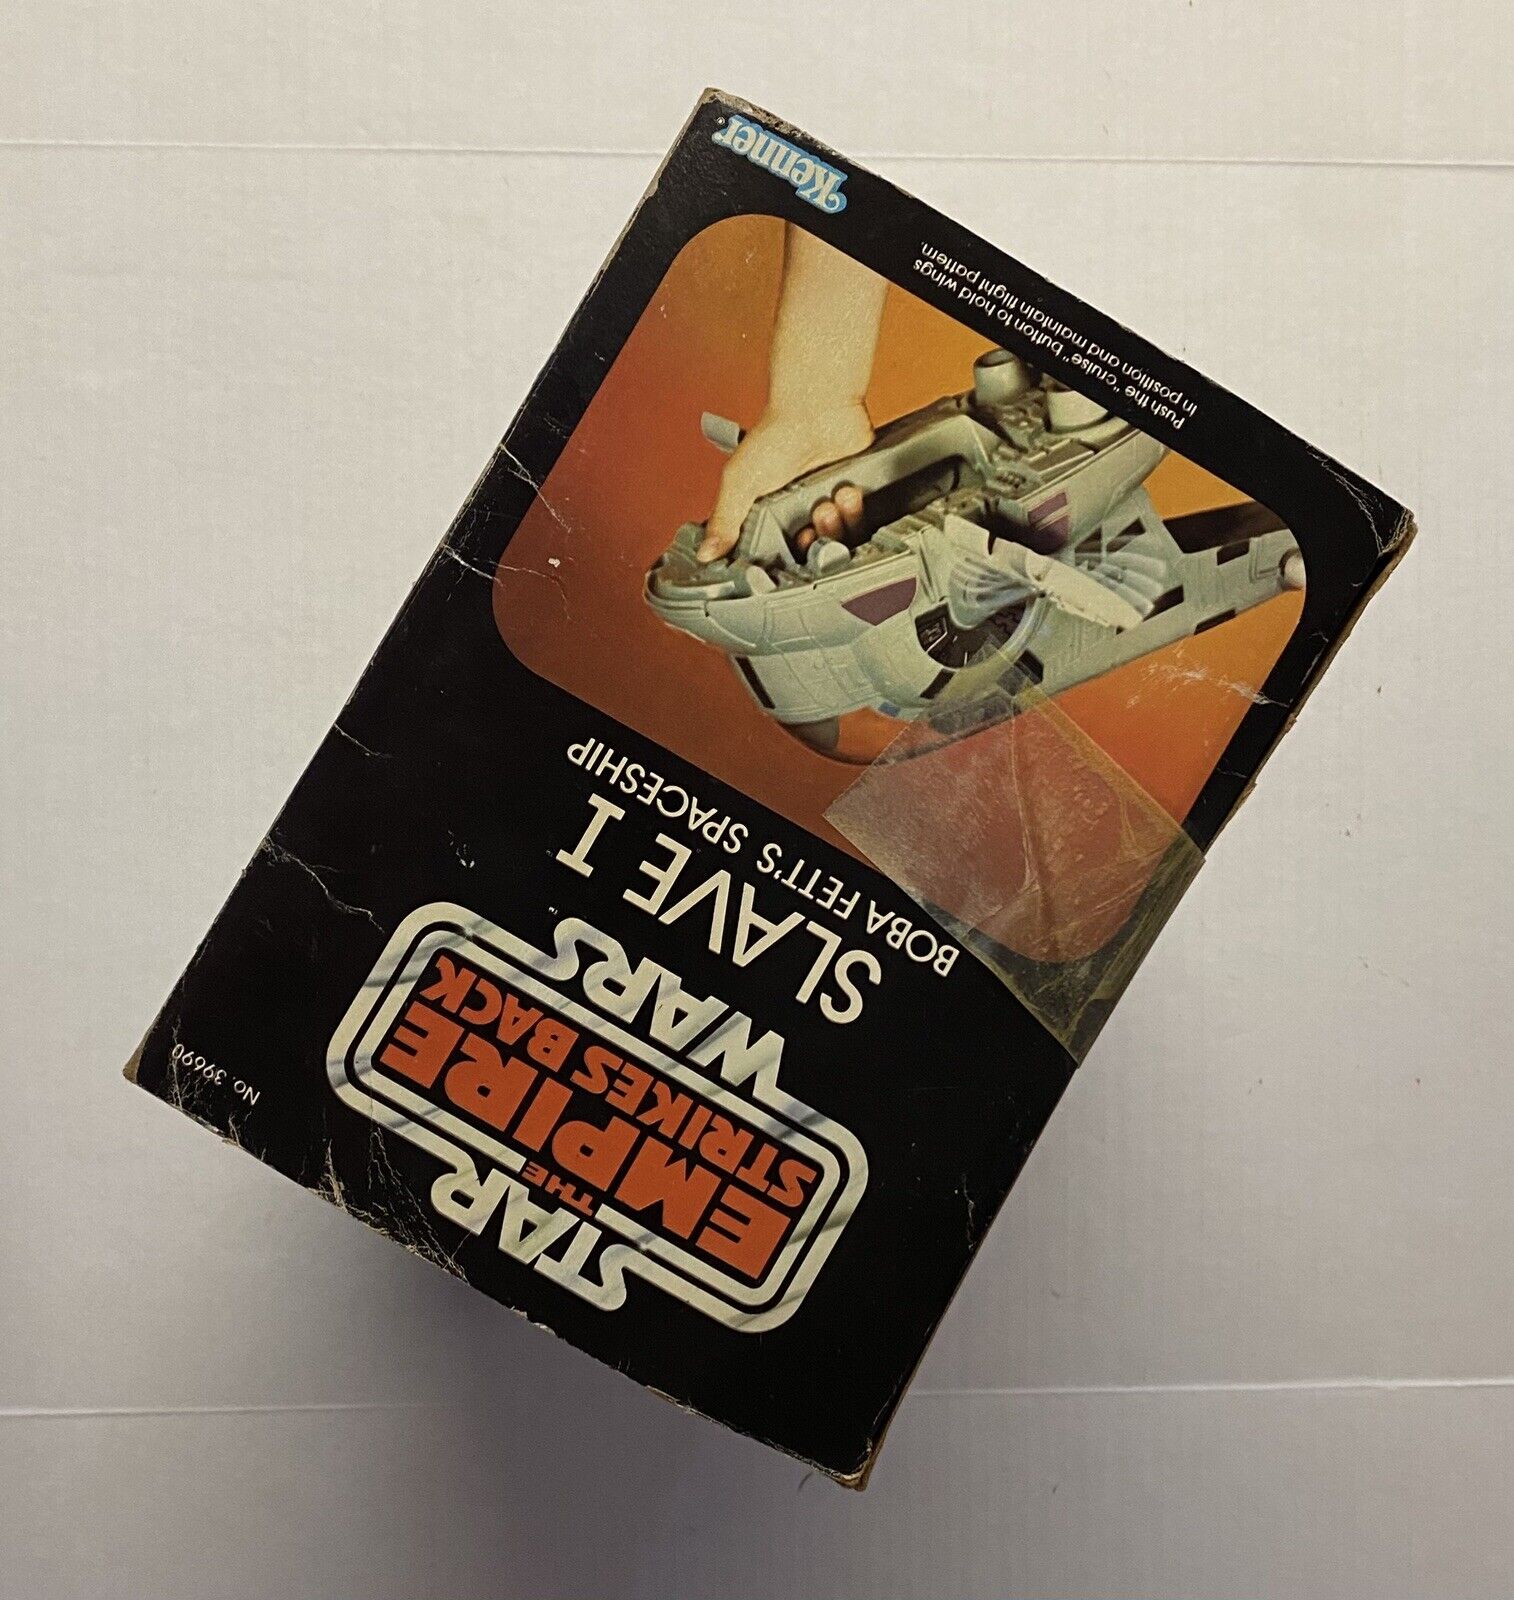 No. 39690
STAR
THE
EMPIRE
STRIKES BACK
WARS™
SLAVE I
BOBA FETT'S SPACESHIP
Push the "cruise" button to hold wings
in position and maintain flight pattern.
Kenner®